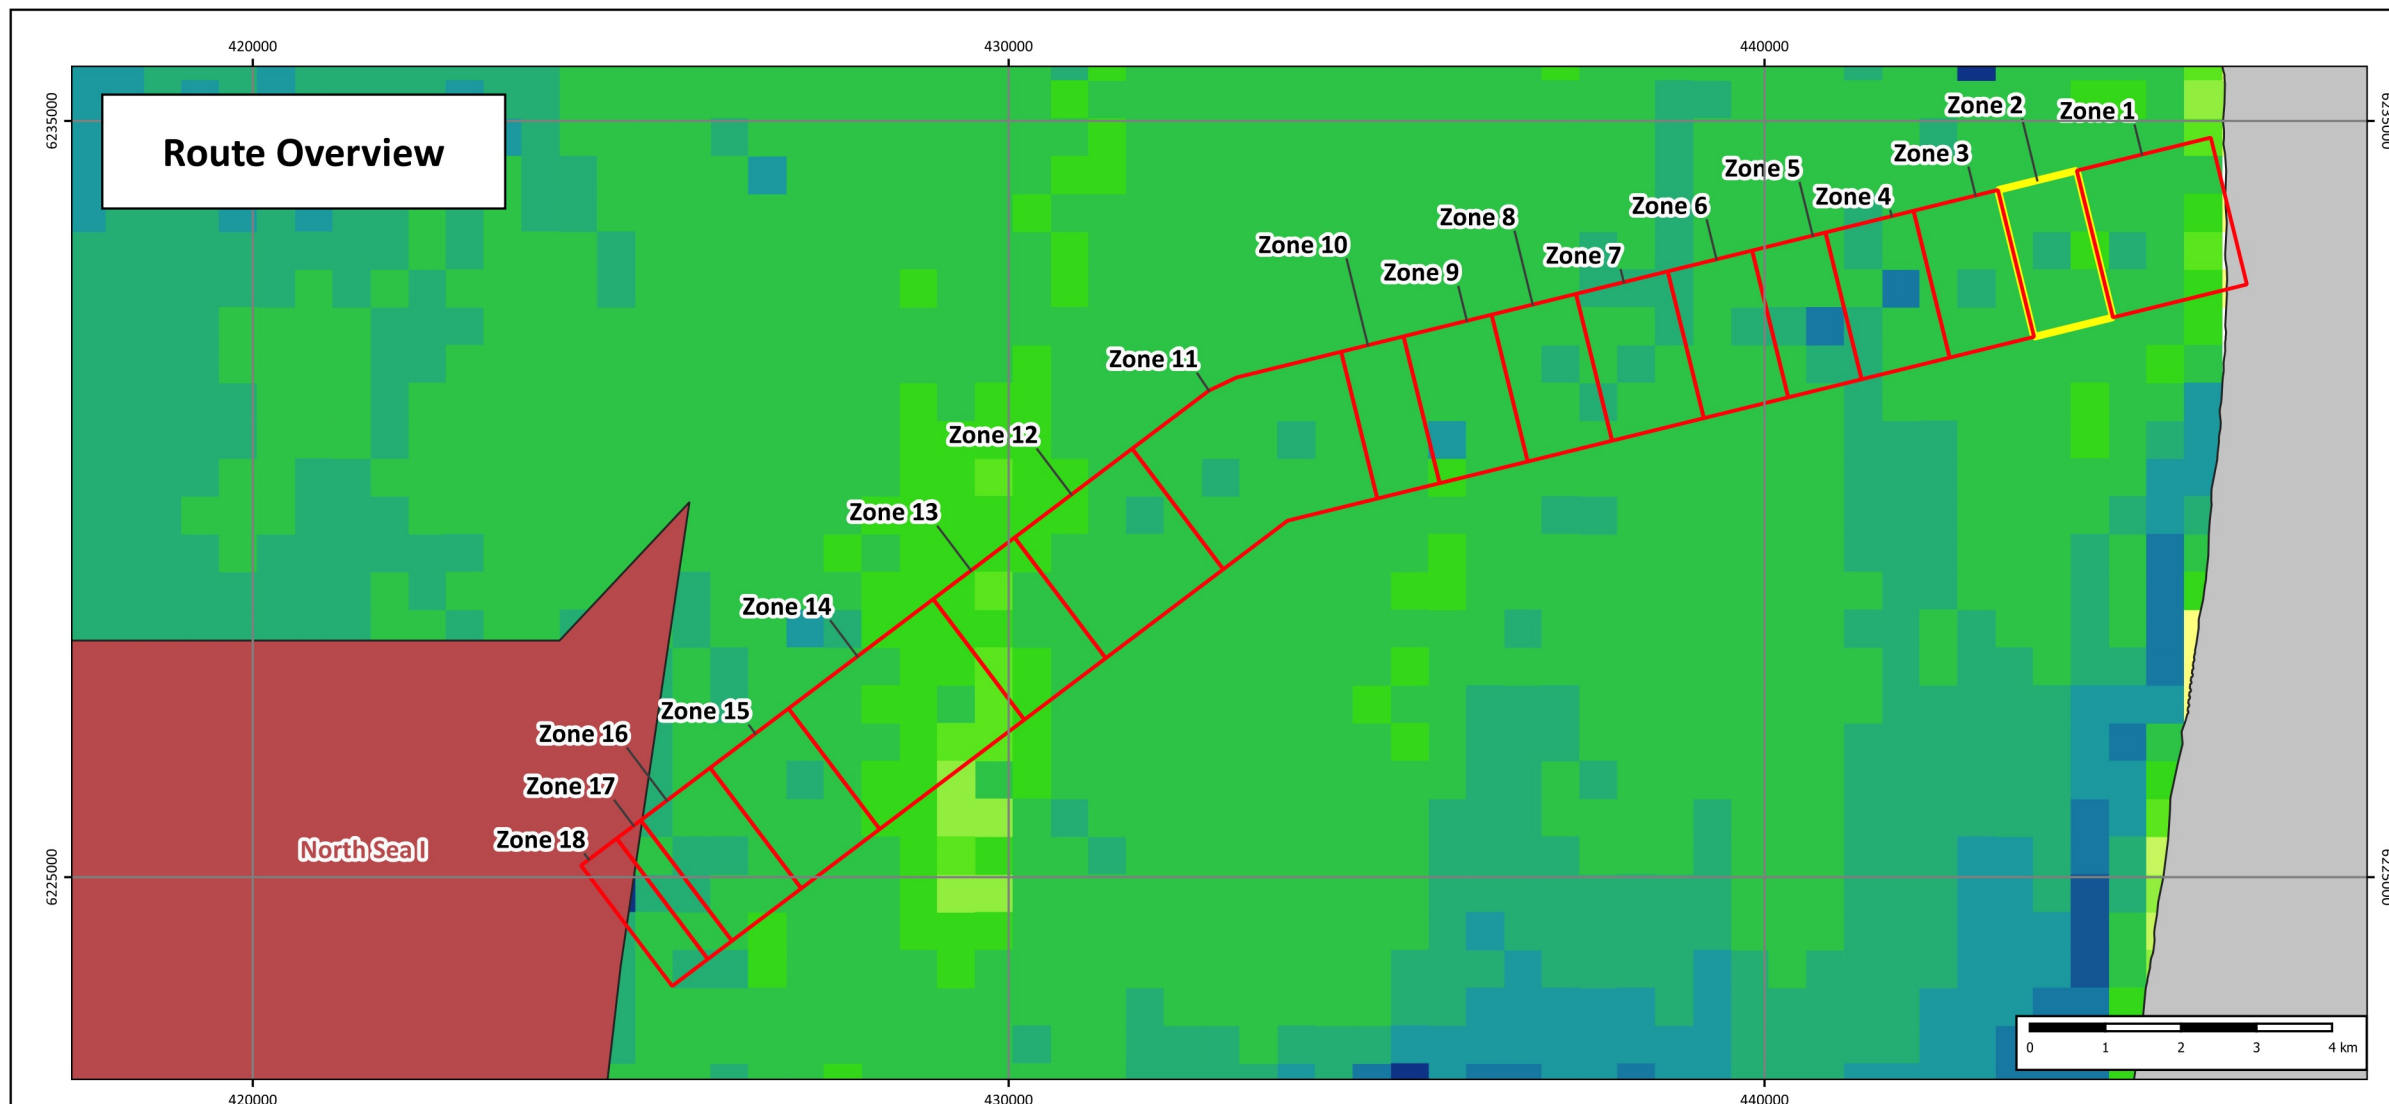 420000 430000 440000
6235000
6235000
Route Overview
Zone 2
Zone 1
Zone 3
Zone 5
Zone 4
Zone 6
Zone 8
Zone 7
Zone 10
Zone 9
Zone 11
Zone 12
Zone 13
Zone 14
Zone 15
Zone 16
Zone 17
Zone 18
North Sea I
6225000
6225000
0 1 2 3 4 km
420000 430000 440000